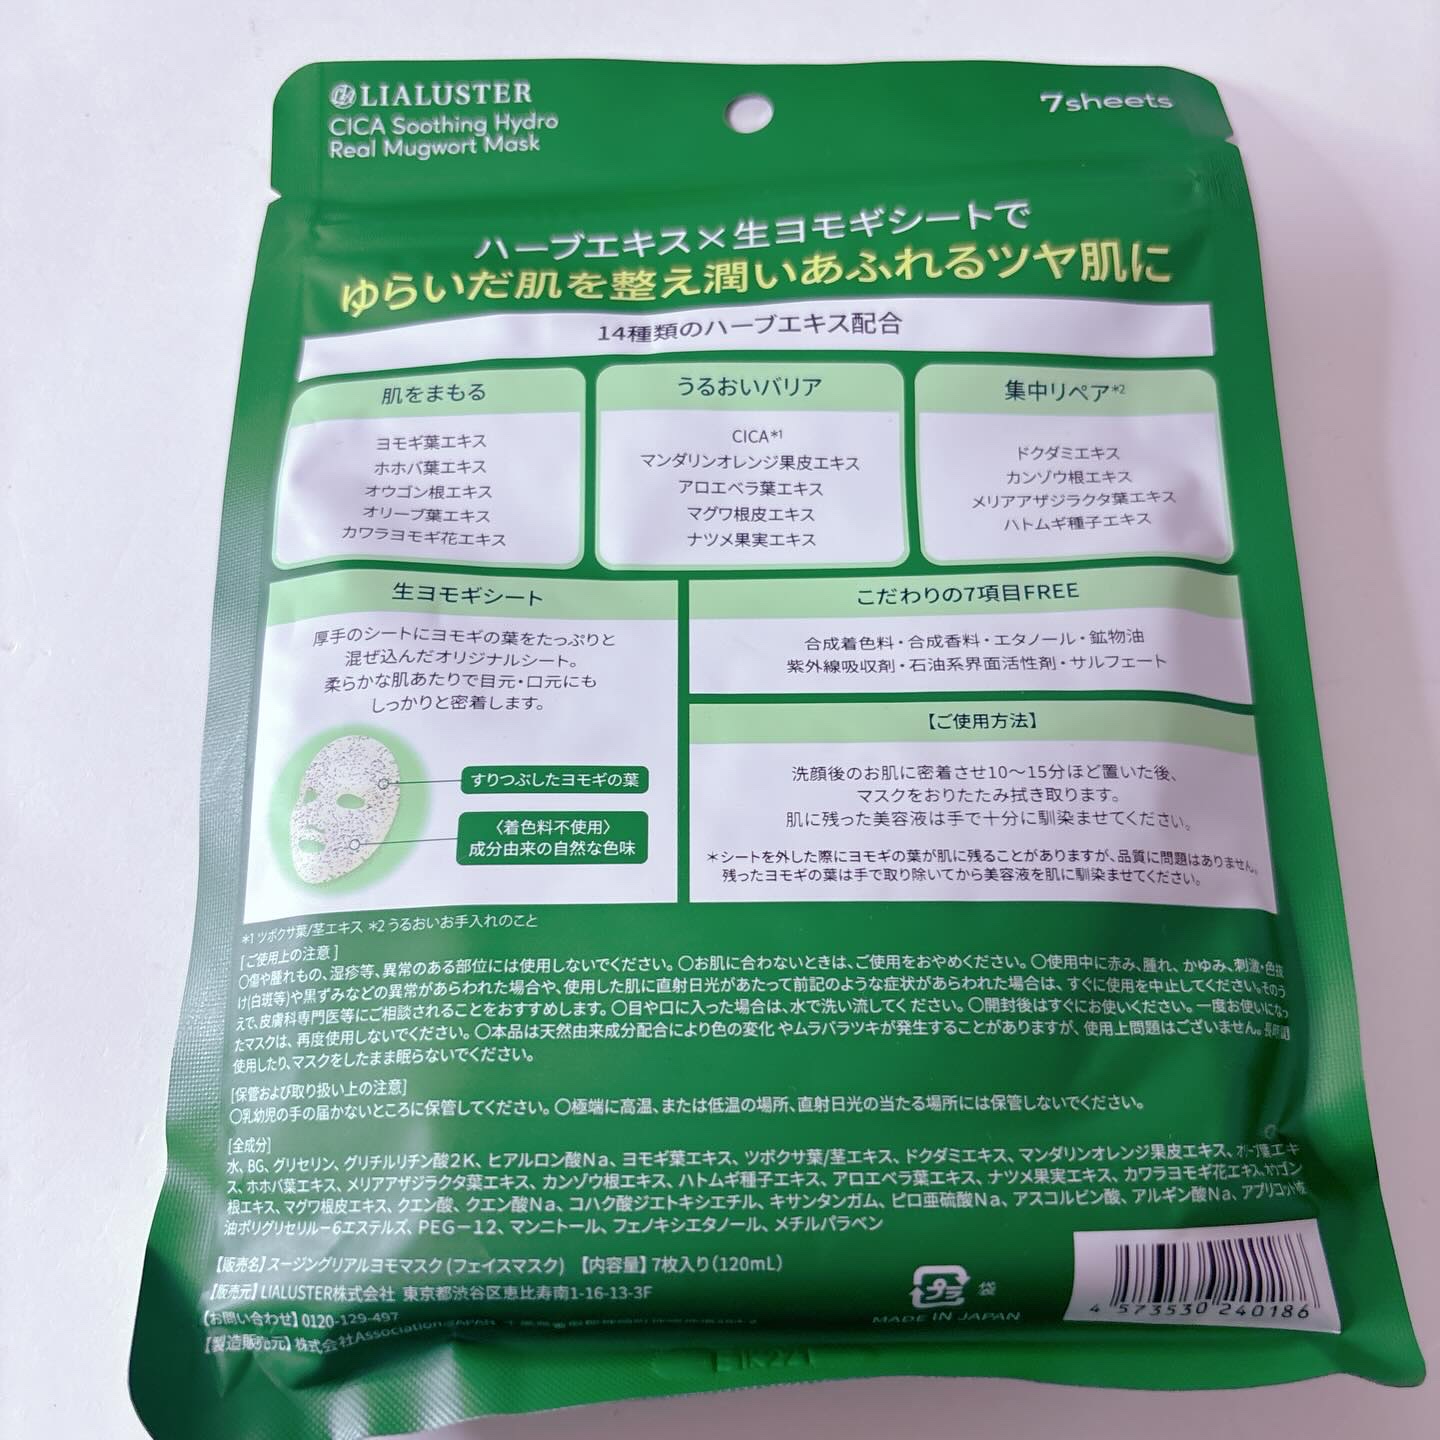 LIALUSTER
7sheets
CICA Soothing Hydro
Real Mugwort Mask
ハーブエキス×生ヨモギシートで
ゆらいだ肌を整え潤いあふれるツヤ肌に
14種類のハーブエキス配合
肌をまもる
ヨモギ葉エキス
ホホバ葉エキス
オウゴン根エキス
オリーブ葉エキス
カワラヨモギ花エキス
うるおいバリア
CICA*1
マンダリンオレンジ果皮エキス
アロエベラ葉エキス
マグワ根皮エキス
ナツメ果実エキス
集中リペア*2
ドクダミエキス
カンゾウ根エキス
メリアアザジラクタ葉エキス
ハトムギ種子エキス
生ヨモギシート
厚手のシートにヨモギの葉をたっぷりと
混ぜ込んだオリジナルシート。
柔らかな肌あたりで目元・口元にも
しっかりと密着します。
すりつぶしたヨモギの葉
〈着色料不使用〉
成分由来の自然な色味
こだわりの7項目FREE
合成着色料・合成香料・エタノール・鉱物油
紫外線吸収剤・石油系界面活性剤・サルフェート
【ご使用方法】
洗顔後のお肌に密着させ10〜15分ほど置いた後、
マスクをおりたたみ拭き取ります。
肌に残った美容液は手で十分に馴染ませてください。
*シートを外した際にヨモギの葉が肌に残ることがありますが、品質に問題はありません。
残ったヨモギの葉は手で取り除いてから美容液を肌に馴染ませてください。
*1 ツボクサ葉/茎エキス *2 うるおいお手入れのこと
[ご使用上の注意]
〇傷や腫れもの、湿疹等、異常のある部位には使用しないでください。〇お肌に合わないときは、ご使用をおやめください。〇使用中に赤み、腫れ、かゆみ、刺激・色抜
け(白斑等)や黒ずみなどの異常があらわれた場合や、使用した肌に直射日光があたって前記のような症状があらわれた場合は、すぐに使用を中止してください。そのう
えで、皮膚科専門医等にご相談されることをおすすめします。〇目や口に入った場合は、水で洗い流してください。〇開封後はすぐにお使いください。一度お使いになっ
たマスクは、再度使用しないでください。〇本品は天然由来成分配合により色の変化やムラバラツキが発生することがありますが、使用上問題はございません。長時間
使用したり、マスクをしたまま眠らないでください。
[保管および取り扱い上の注意]
〇乳幼児の手の届かないところに保管してください。〇極端に高温、または低温の場所、直射日光の当たる場所には保管しないでください。
[全成分]
水、BG、グリセリン、グリチルリチン酸2K、ヒアルロン酸Na、ヨモギ葉エキス、ツボクサ葉/茎エキス、ドクダミエキス、マンダリンオレンジ果皮エキス、オリーブ葉エキ
ス、ホホバ葉エキス、メリアアザジラクタ葉エキス、カンゾウ根エキス、ハトムギ種子エキス、アロエベラ葉エキス、ナツメ果実エキス、カワラヨモギ花エキス、オウゴン
根エキス、マグワ根皮エキス、クエン酸、クエン酸Na、コハク酸ジエトキシエチル、キサンタンガム、ピロ亜硫酸Na、アスコルビン酸、アルギン酸Na、アプリコット核
油ポリグリセリル-6エステルズ、PEG-12、マンニトール、フェノキシエタノール、メチルパラベン
【販売名】スージングリアルヨモマスク(フェイスマスク) 【内容量】7枚入り(120mL)
【販売元】LIALUSTER株式会社 東京都渋谷区恵比寿南1-16-13-3F
【お問い合わせ】0120-129-497
【製造販売元】株式会社Association JAPAN
プラ
袋
MADE IN JAPAN
4 573530 240186